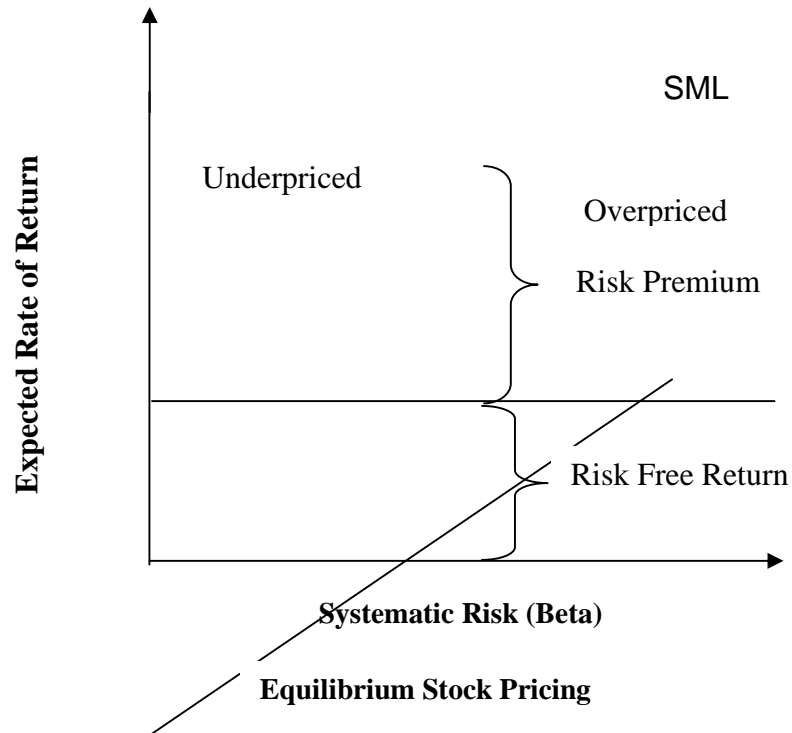 SML
Underpriced
Overpriced
Risk Premium
Expected Rate of Return
Risk Free Return
Systematic Risk (Beta)
Equilibrium Stock Pricing